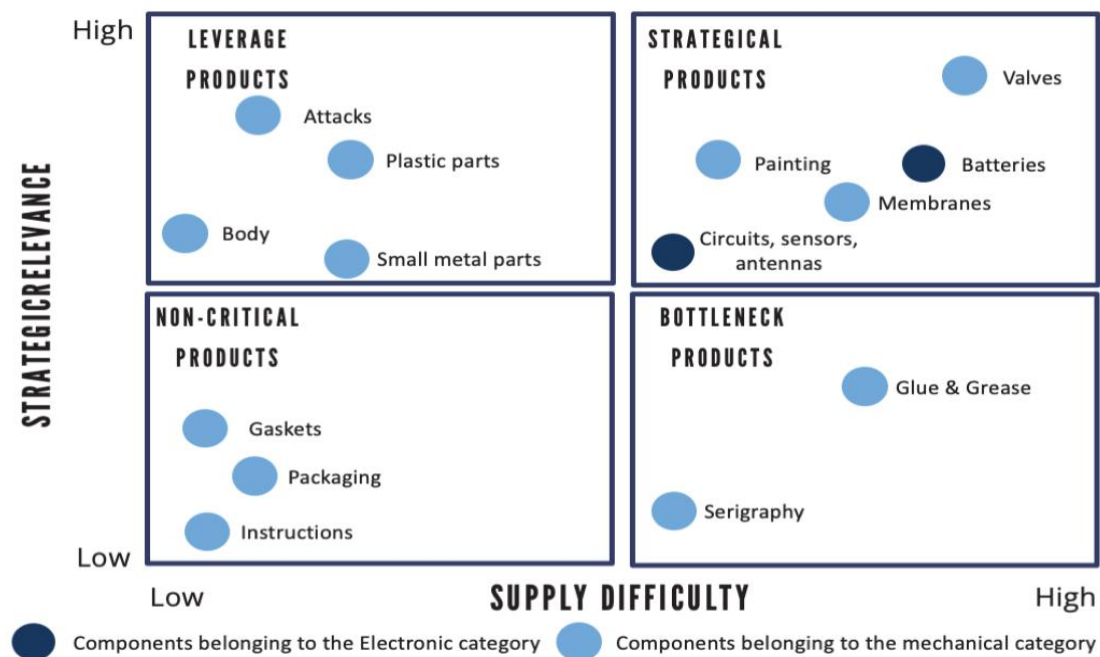 High
LEVERAGE
PRODUCTS
Attacks
Plastic parts
Body
Small metal parts
STRATEGICAL
PRODUCTS
Valves
Painting
Batteries
Membranes
Circuits, sensors,
antennas
STRATEGICRELEVANCE
NON-CRITICAL
PRODUCTS
Gaskets
Packaging
Instructions
BOTTLENECK
PRODUCTS
Glue & Grease
Serigraphy
Low
Low
SUPPLY DIFFICULTY
High
Components belonging to the Electronic category
Components belonging to the mechanical category